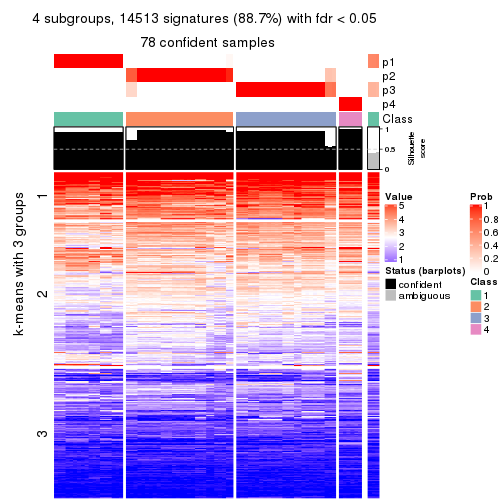 4 subgroups, 14513 signatures (88.7%) with fdr < 0.05
78 confident samples
p1
p2
p3
p4
Class
1
0.5
0
Silhouette
score
k-means with 3 groups
1
2
3
Value
5
4
3
2
1
Prob
1
0.8
0.6
0.4
0.2
0
Status (barplots)
confident
ambiguous
Class
1
2
3
4